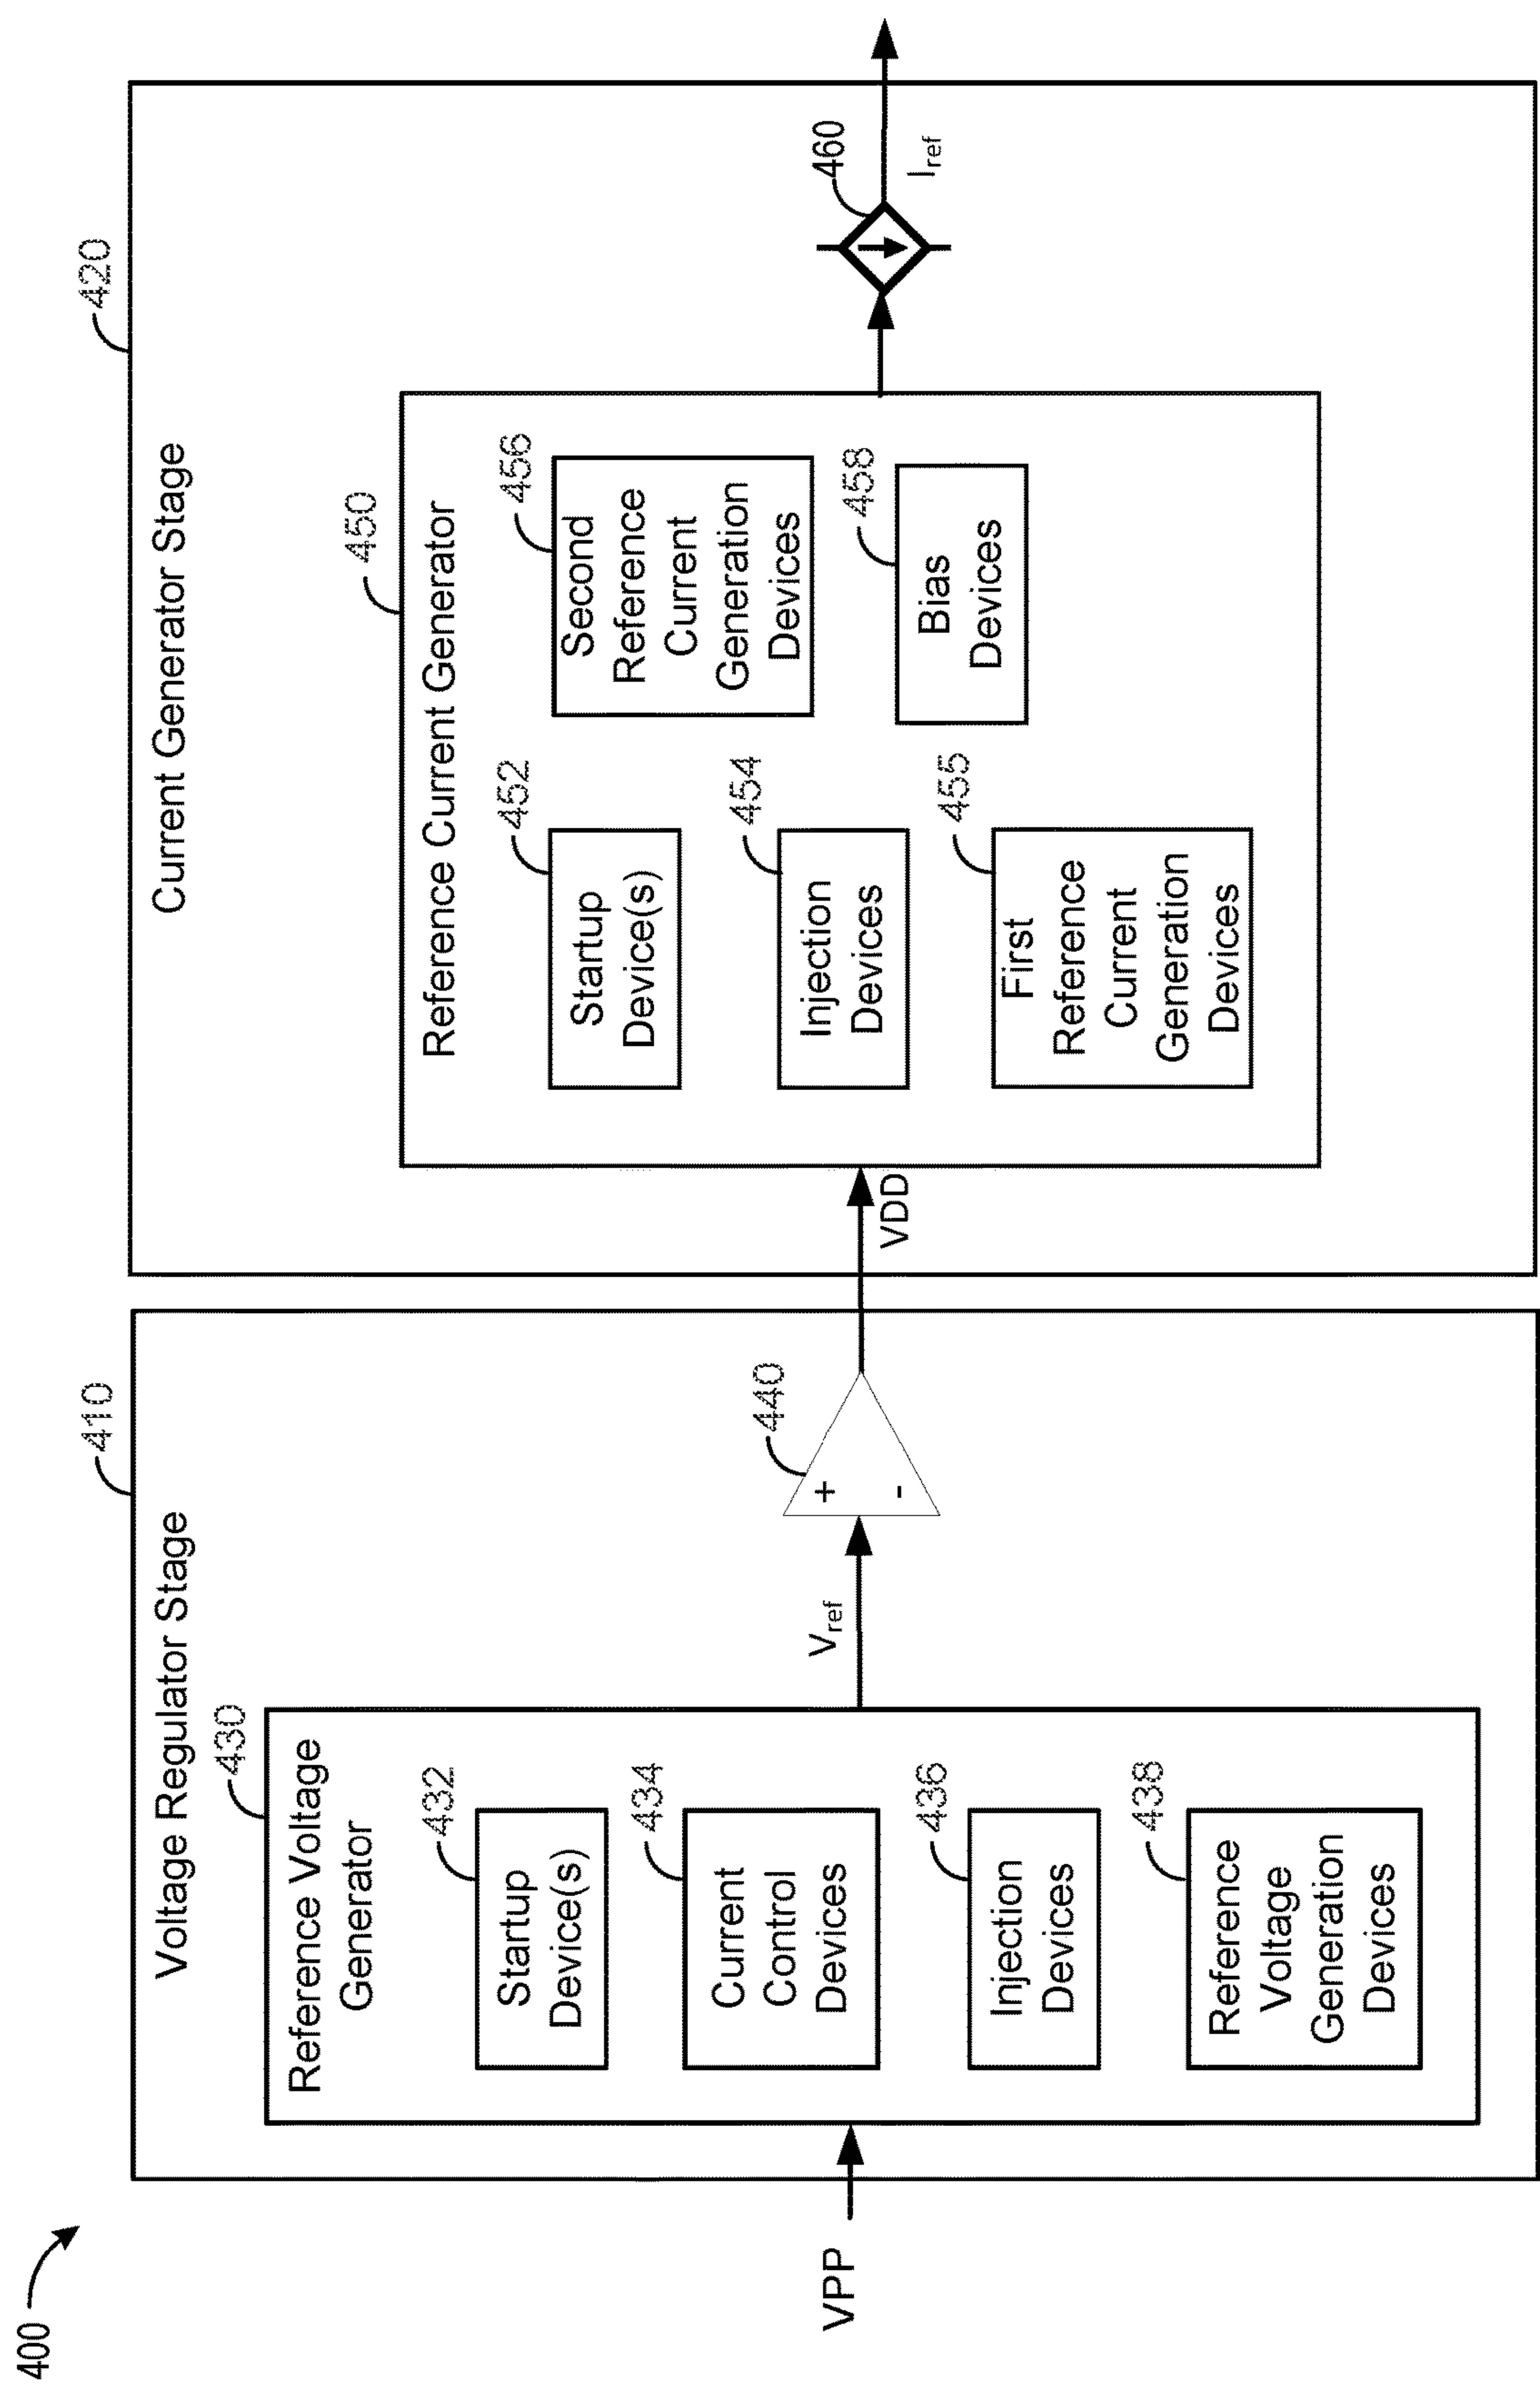 400
VPP
Voltage Regulator Stage
410
Reference Voltage
Generator
430
Startup
Device(s)
432
Current
Control
Devices
434
Injection
Devices
436
Reference
Voltage
Generation
Devices
438
Vref
+
-
440
VDD
Current Generator Stage
420
Reference Current Generator
450
Startup
Device(s)
452
Injection
Devices
454
First
Reference
Current
Generation
Devices
455
Second
Reference
Current
Generation
Devices
456
Bias
Devices
458
460
Iref